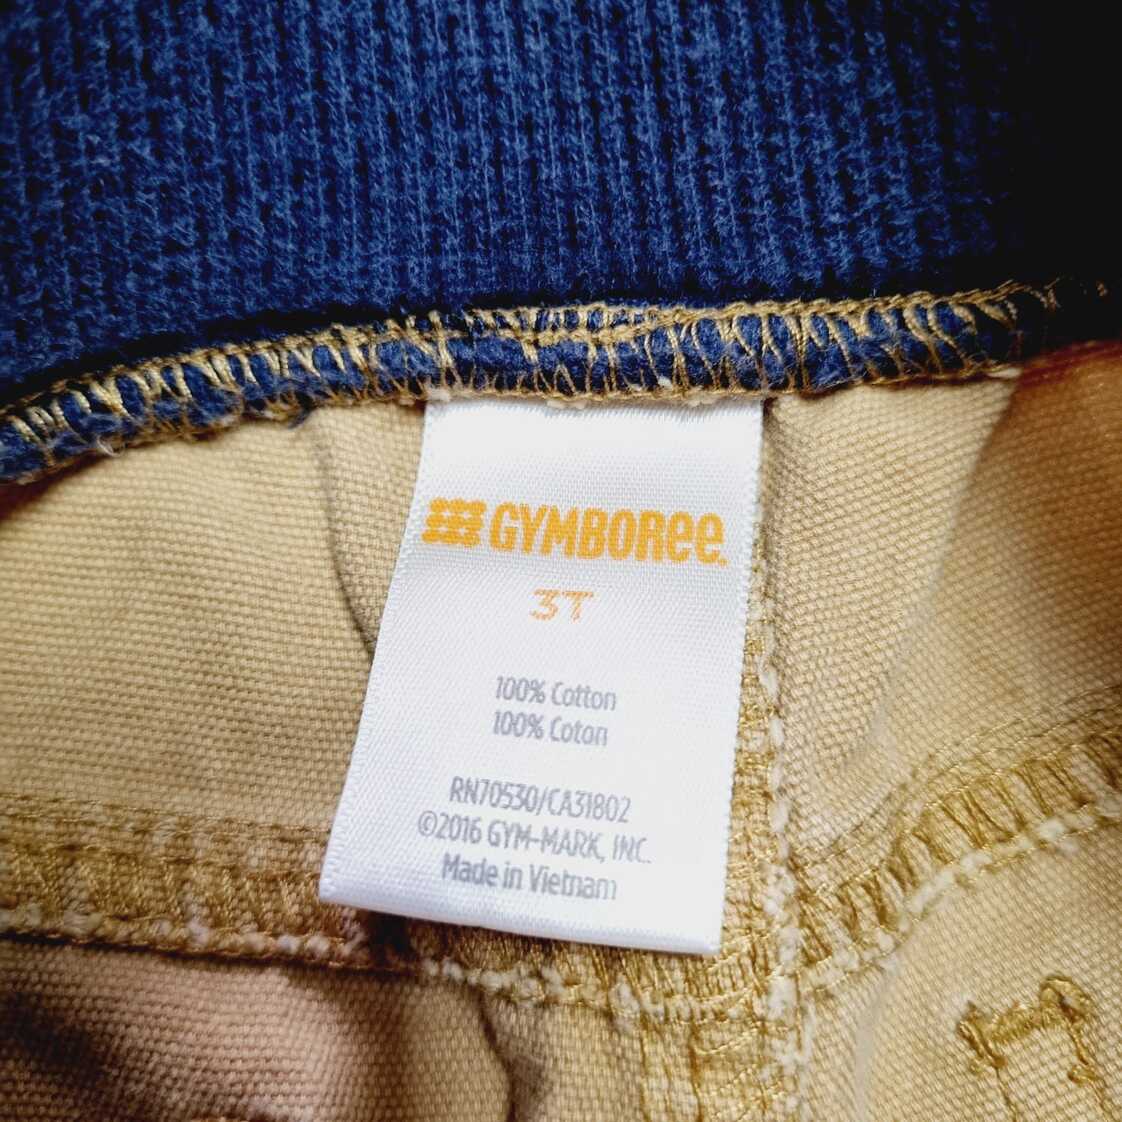 GYMBOREE.
3T
100% Cotton
100% Coton
RN70530/CA31802
©2016 GYM-MARK, INC.
Made in Vietnam